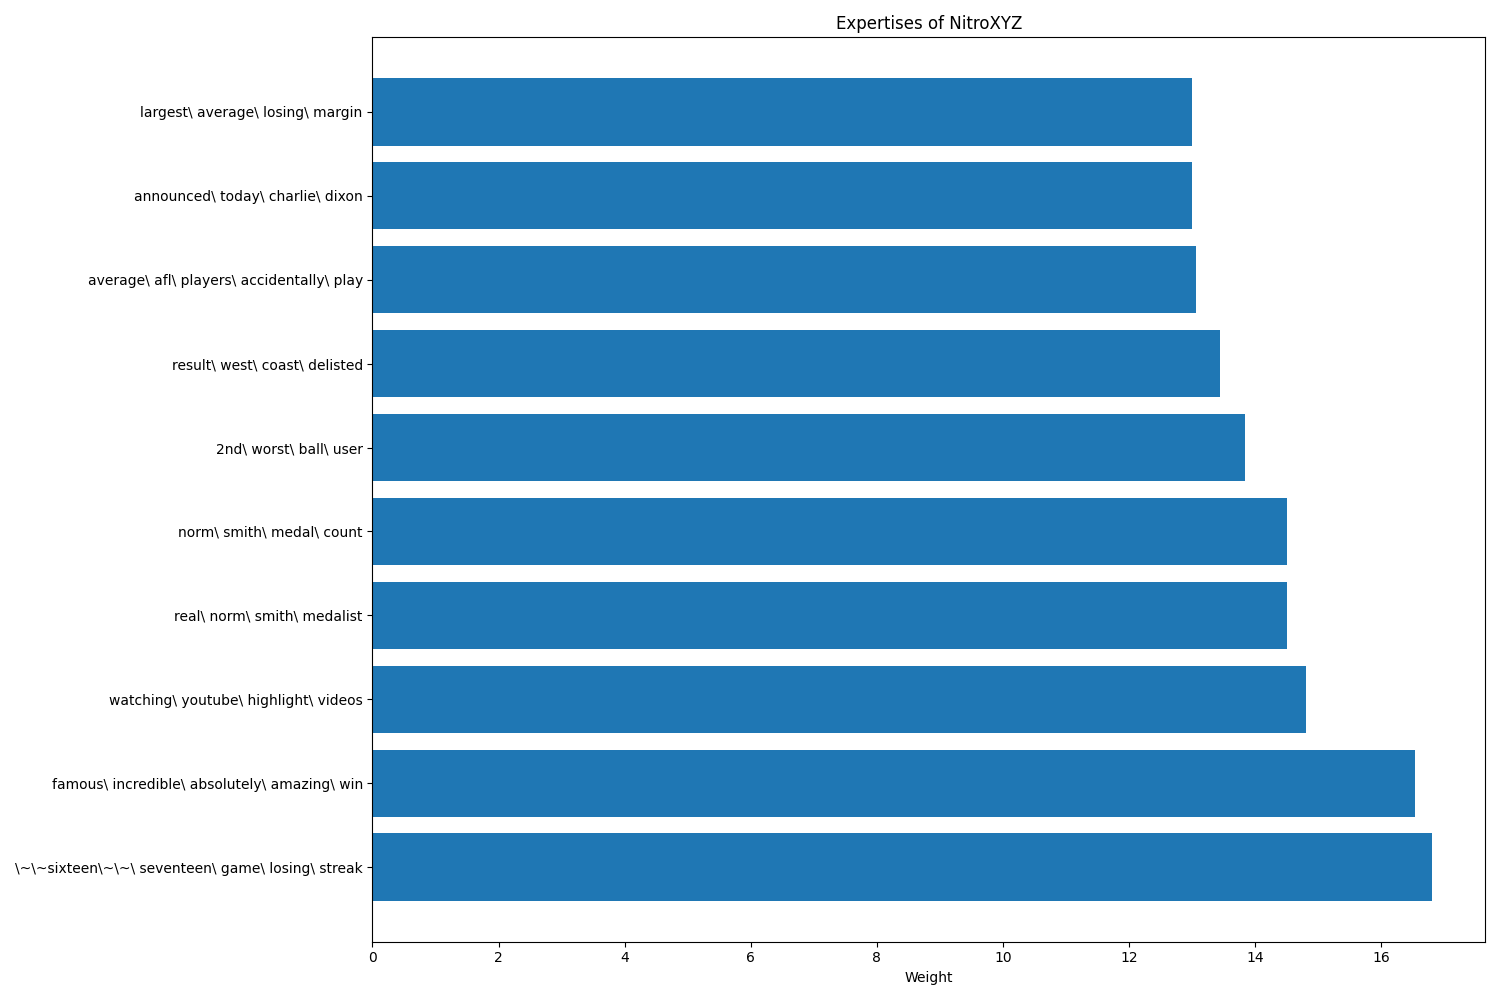 Expertises of NitroXYZ
largest\ average\ losing\ margin
announced\ today\ charlie\ dixon
average\ afl\ players\ accidentally\ play
result\ west\ coast\ delisted
2nd\ worst\ ball\ user
norm\ smith\ medal\ count
real\ norm\ smith\ medalist
watching\ youtube\ highlight\ videos
famous\ incredible\ absolutely\ amazing\ win
\~\~sixteen\~\~\ seventeen\ game\ losing\ streak
0 2 4 6 8 10 12 14 16
Weight